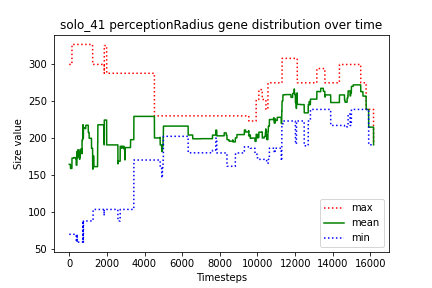 solo_41 perceptionRadius gene distribution over time
Size value
300
250
200
150
100
50
0
2000
4000
6000
8000
10000
12000
14000
16000
Timesteps
max
mean
min